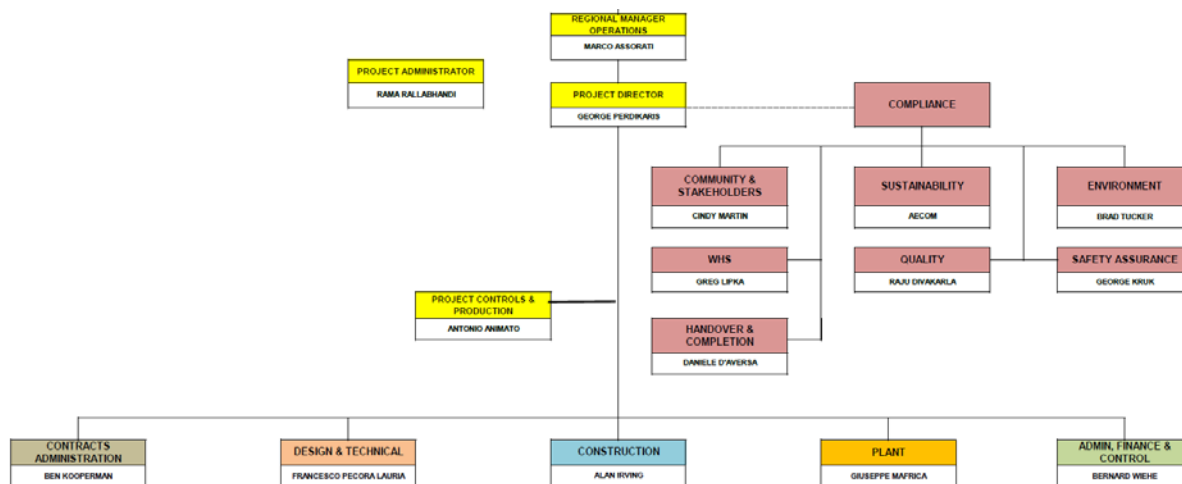 REGIONAL MANAGER
OPERATIONS
MARCO ASSORATI
PROJECT ADMINISTRATOR
RAMA RALLABHANDI
PROJECT DIRECTOR
GEORGE PERDIKARIS
COMPLIANCE
COMMUNITY &
STAKEHOLDERS
CINDY MARTIN
SUSTAINABILITY
AECOM
ENVIRONMENT
BRAD TUCKER
WHS
GREG LIPKA
QUALITY
RAJU DIVAKARLA
SAFETY ASSURANCE
GEORGE KRUK
PROJECT CONTROLS &
PRODUCTION
ANTONIO ANIMATO
HANDOVER &
COMPLETION
DANIELE D'AVERSA
CONTRACTS
ADMINISTRATION
BEN KOOPERMAN
DESIGN & TECHNICAL
FRANCESCO PECORA LAURIA
CONSTRUCTION
ALAN IRVING
PLANT
GIUSEPPE MAFRICA
ADMIN, FINANCE &
CONTROL
BERNARD WIEHE